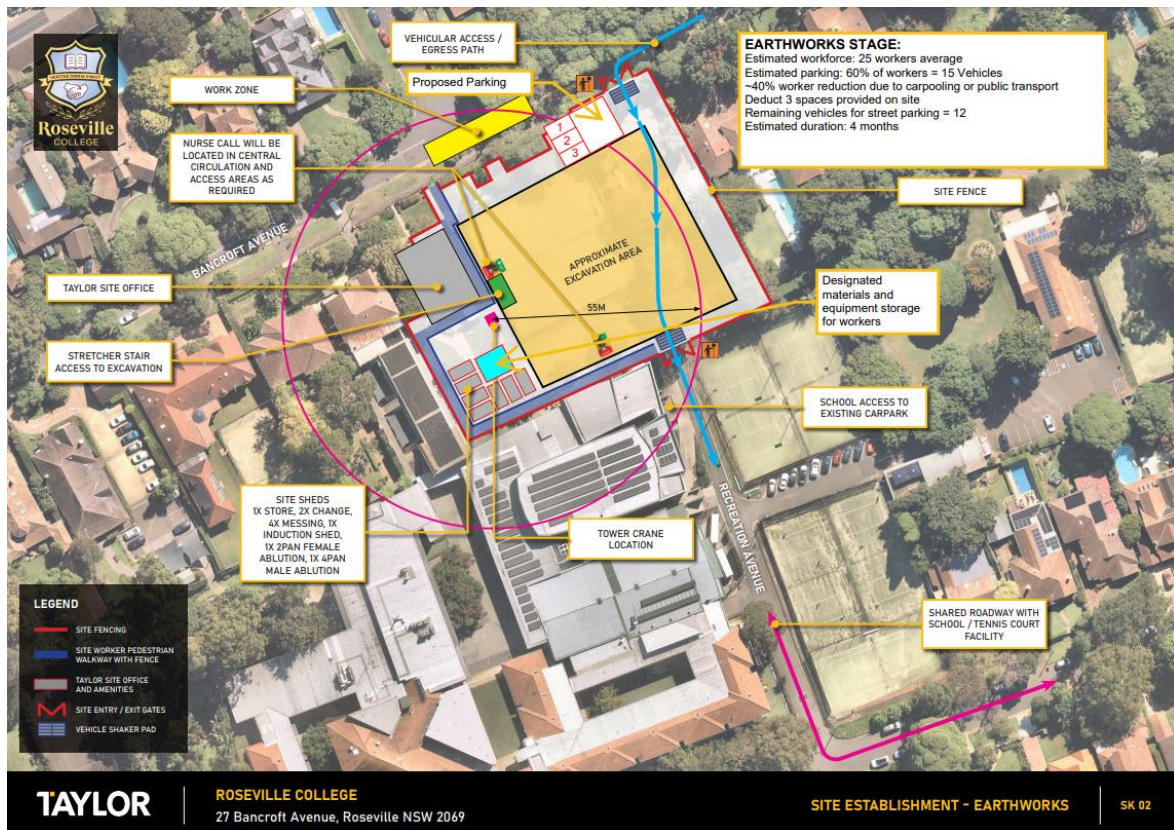 VERITAS OMNIA VINCIT
Roseville
COLLEGE
VEHICULAR ACCESS /
EGRESS PATH
Proposed Parking
WORK ZONE
NURSE CALL WILL BE
LOCATED IN CENTRAL
CIRCULATION AND
ACCESS AREAS AS
REQUIRED
EARTHWORKS STAGE:
Estimated workforce: 25 workers average
Estimated parking: 60% of workers = 15 Vehicles
~40% worker reduction due to carpooling or public transport
Deduct 3 spaces provided on site
Remaining vehicles for street parking = 12
Estimated duration: 4 months
1
2
3
SITE FENCE
BANCROFT AVENUE
APPROXIMATE
EXCAVATION AREA
TAYLOR SITE OFFICE
55M
Designated
materials and
equipment storage
for workers
STRETCHER STAIR
ACCESS TO EXCAVATION
SCHOOL ACCESS TO
EXISTING CARPARK
SITE SHEDS
1X STORE, 2X CHANGE,
4X MESSING, 1X
INDUCTION SHED,
1X 2PAN FEMALE
ABLUTION, 1X 4PAN
MALE ABLUTION
TOWER CRANE
LOCATION
RECREATION AVENUE
SHARED ROADWAY WITH
SCHOOL / TENNIS COURT
FACILITY
LEGEND
SITE FENCING
SITE WORKER PEDESTRIAN
WALKWAY WITH FENCE
TAYLOR SITE OFFICE
AND AMENITIES
SITE ENTRY / EXIT GATES
VEHICLE SHAKER PAD
TAYLOR
ROSEVILLE COLLEGE
27 Bancroft Avenue, Roseville NSW 2069
SITE ESTABLISHMENT - EARTHWORKS
SK 02